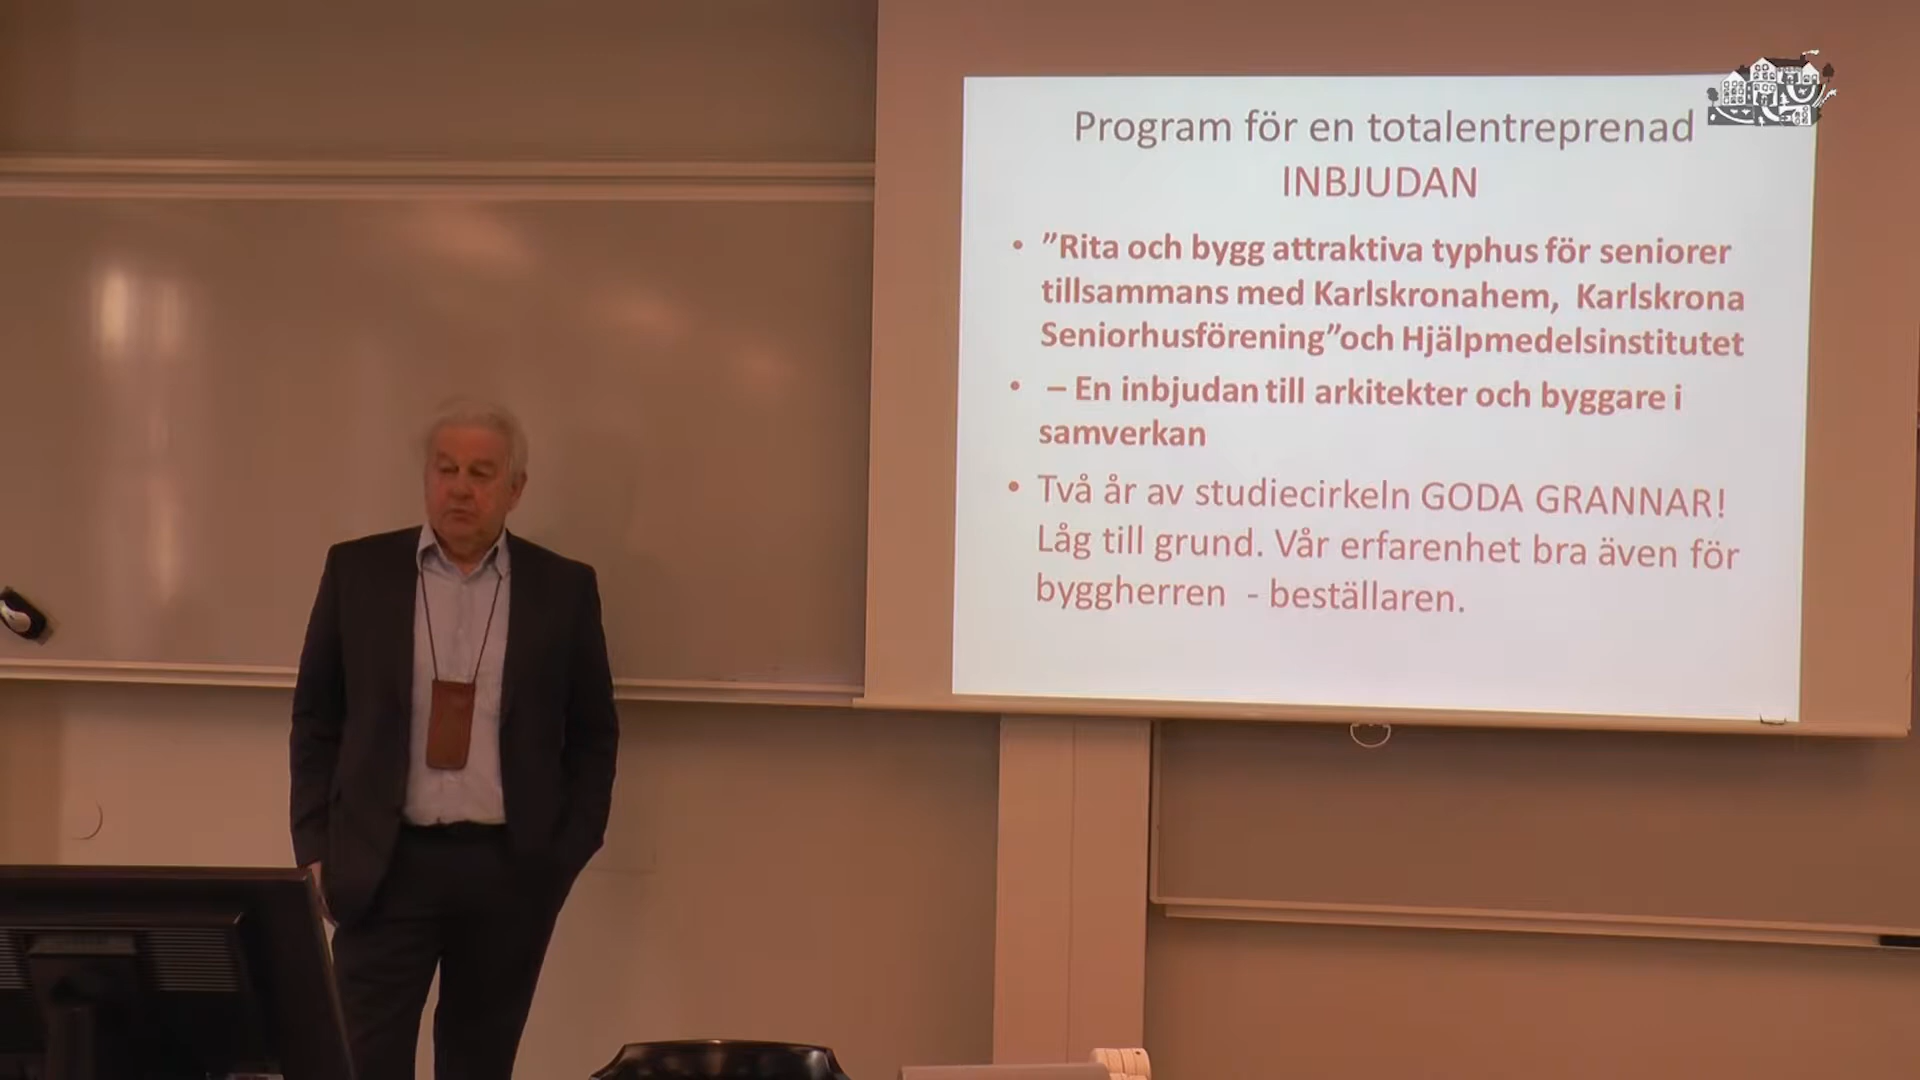 Program för en totalentreprenad
INBJUDAN
• ”Rita och bygg attraktiva typhus för seniorer
tillsammans med Karlskronahem, Karlskrona
Seniorhusförening”och Hjälpmedelsinstitutet
• – En inbjudan till arkitekter och byggare i
samverkan
• Två år av studiecirkeln GODA GRANNAR!
Låg till grund. Vår erfarenhet bra även för
byggherren - beställaren.